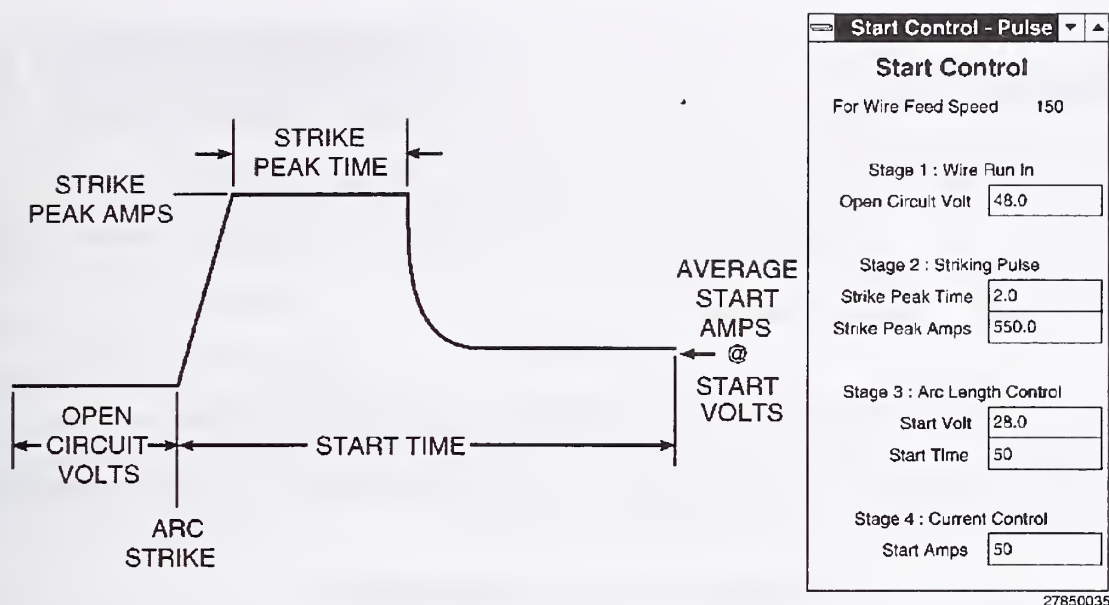 STRIKE
PEAK TIME
STRIKE
PEAK AMPS
AVERAGE
START
AMPS
@
START
VOLTS
OPEN
CIRCUIT
VOLTS
START TIME
ARC
STRIKE
Start Control - Pulse
Start Control
For Wire Feed Speed 150
Stage 1 : Wire Run In
Open Circuit Volt 48.0
Stage 2 : Striking Pulse
Strike Peak Time 2.0
Strike Peak Amps 550.0
Stage 3 : Arc Length Control
Start Volt 28.0
Start Time 50
Stage 4 : Current Control
Start Amps 50
27850035